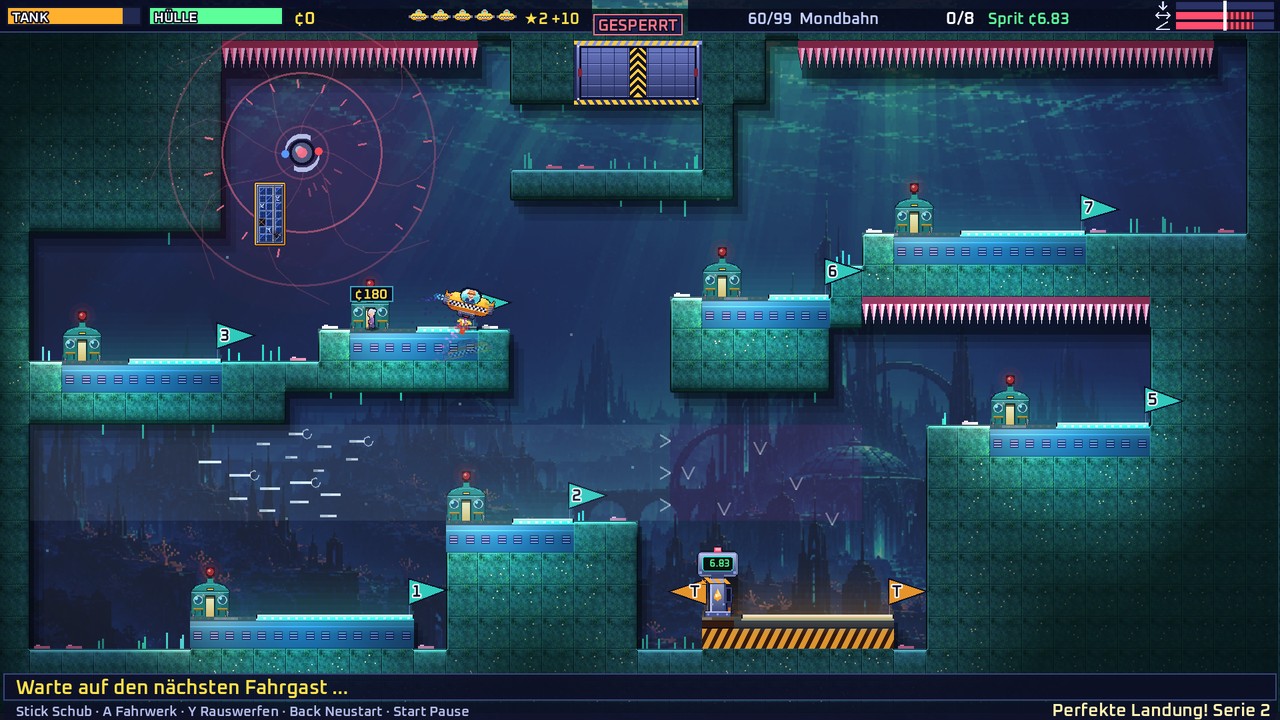 TANK HÜLLE ¢0 ★2 +10 60/99 Mondbahn 0/8 Sprit ¢6.83
GESPERRT
7
6
¢180
3
5
2
6.83
1 T T
Warte auf den nächsten Fahrgast ...
Stick Schub · A Fahrwerk · Y Rauswerfen · Back Neustart · Start Pause
Perfekte Landung! Serie 2